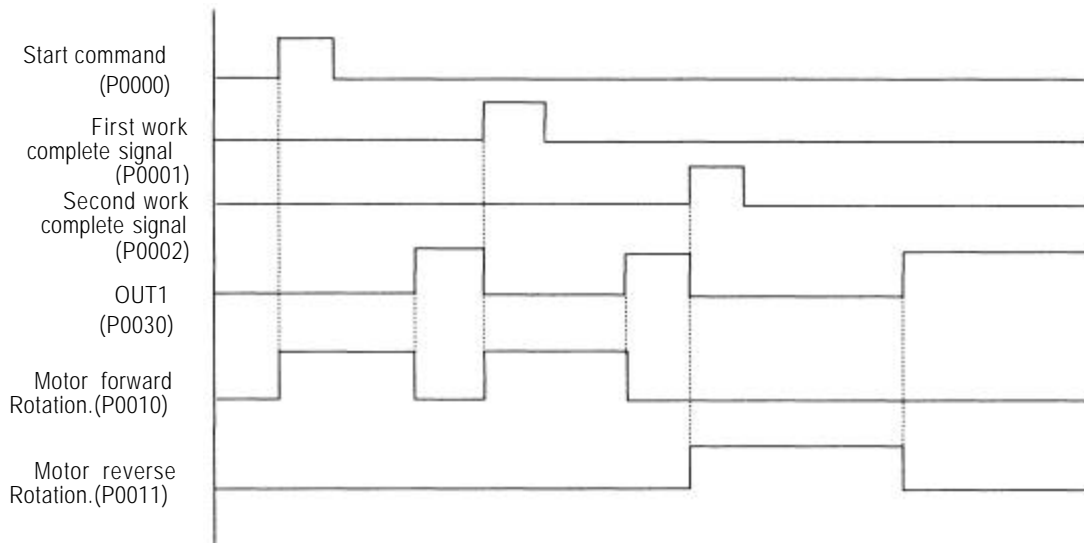 Start command
(P0000)
First work
complete signal
(P0001)
Second work
complete signal
(P0002)
OUT1
(P0030)
Motor forward
Rotation.(P0010)
Motor reverse
Rotation.(P0011)